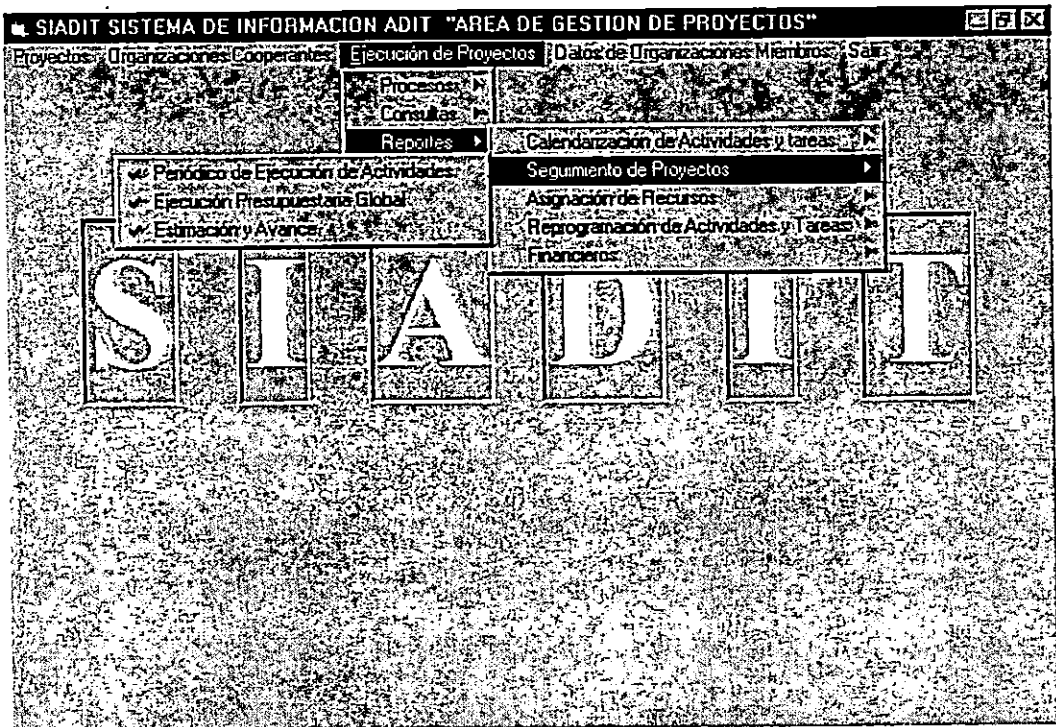 SIADIT SISTEMA DE INFORMACION ADIT "AREA DE GESTION DE PROYECTOS"
Proyectos Organizaciones Cooperantes Ejecución de Proyectos Datos de Organizaciones Miembros Salir
Procesos
Consultas
Reportes
Calendarización de Actividades y tareas
Seguimiento de Proyectos
Asignación de Recursos
Reprogramación de Actividades y Tareas
Financieros
Periódico de Ejecución de Actividades
Ejecución Presupuestaria Global
Estimación y Avance
SIADIT